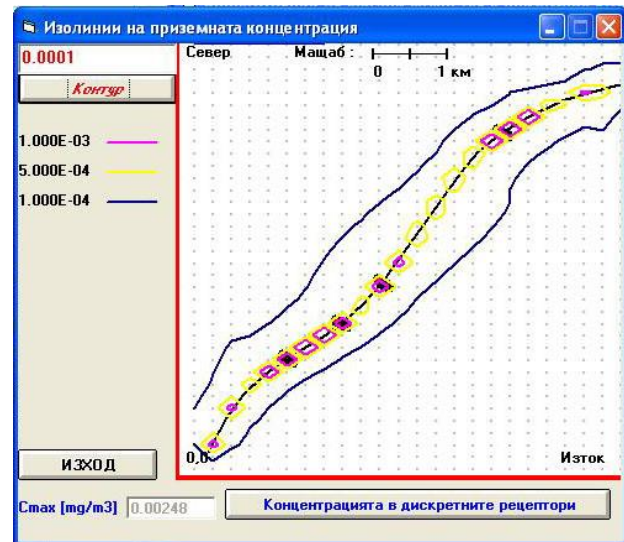 Изолинии на приземната концентрация
0.0001
Контур
1.000E-03
5.000E-04
1.000E-04
Север Мащаб :
0 1 км
0,0
Изток
ИЗХОД
Cmax [mg/m3] 0.00248
Концентрацията в дискретните рецептори